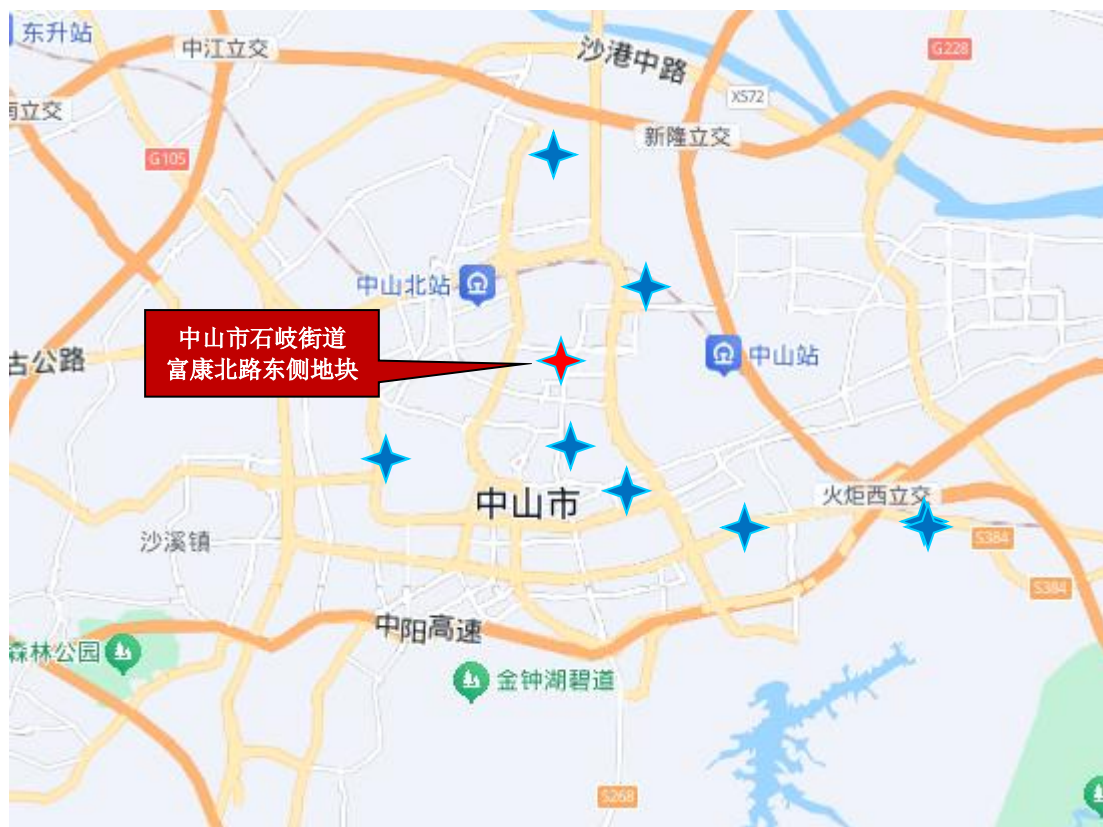 东升站
中江立交
沙港中路
G228
X572
南立交
新隆立交
G105
中山北站
中山市石岐街道
富康北路东侧地块
古公路
中山站
中山市
火炬西立交
沙溪镇
S384
S384
中阳高速
森林公园
金钟湖碧道
S268